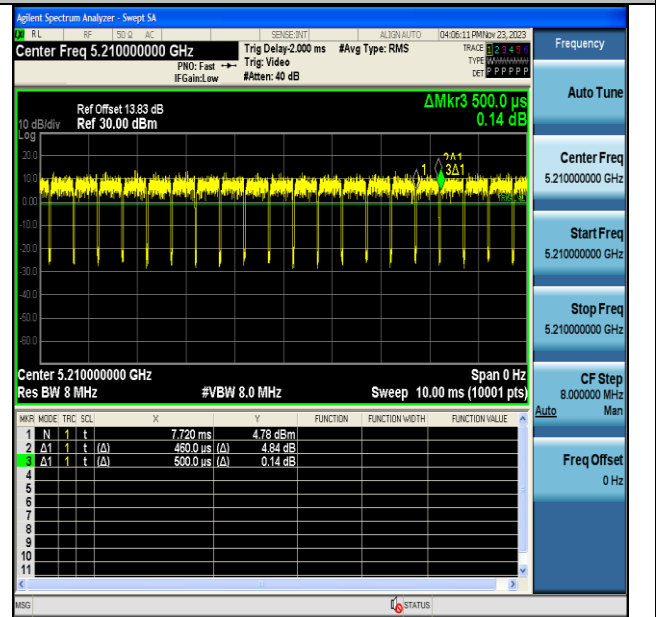 Agilent Spectrum Analyzer - Swept SA
RL RF 50 Ω AC SENSE:INT ALIGN AUTO 04:06:11 PM Nov 23, 2023
Center Freq 5.210000000 GHz Trig Delay-2.000 ms #Avg Type: RMS TRACE 1 2 3 4 5 6
PNO: Fast Trig: Video TYPE
IFGain:Low #Atten: 40 dB DET P P P P P
Frequency
Auto Tune
Center Freq
5.210000000 GHz
Start Freq
5.210000000 GHz
Stop Freq
5.210000000 GHz
CF Step
8.000000 MHz
Auto Man
Freq Offset
0 Hz
ΔMkr3 500.0 µs
0.14 dB
Ref Offset 13.83 dB
10 dB/div Ref 30.00 dBm
Log
20.0
10.0
0.00
-10.0
-20.0
-30.0
-40.0
-50.0
-60.0
1
2Δ1
3Δ1
Center 5.210000000 GHz Span 0 Hz
Res BW 8 MHz #VBW 8.0 MHz Sweep 10.00 ms (10001 pts)
MKR MODE TRC SCL X Y FUNCTION FUNCTION WIDTH FUNCTION VALUE
1 N 1 t 7.720 ms 4.78 dBm
2 Δ1 1 t (Δ) 460.0 µs (Δ) 4.84 dB
3 Δ1 1 t (Δ) 500.0 µs (Δ) 0.14 dB
4
5
6
7
8
9
10
11
MSG STATUS